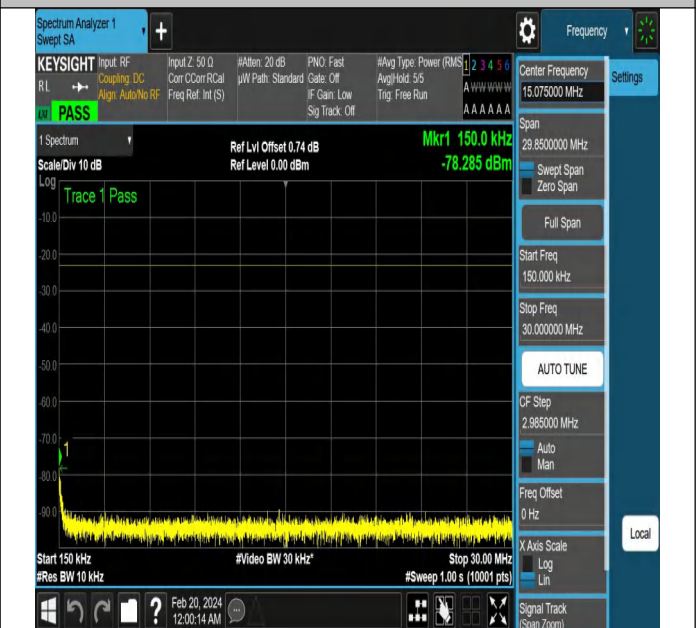 Spectrum Analyzer 1
Swept SA
+
Frequency
KEYSIGHT
RL
PASS
Input: RF
Coupling: DC
Align: Auto/No RF
Input Z: 50 Ω
Corr CCorr RCal
Freq Ref: Int (S)
#Atten: 20 dB
µW Path: Standard
PNO: Fast
Gate: Off
IF Gain: Low
Sig Track: Off
#Avg Type: Power (RMS
Avg|Hold: 5/5
Trig: Free Run
1 2 3 4 5 6
A W W W W W
A A A A A A
Center Frequency
15.075000 MHz
Settings
Span
29.8500000 MHz
Swept Span
Zero Span
Full Span
Start Freq
150.000 kHz
Stop Freq
30.000000 MHz
AUTO TUNE
CF Step
2.985000 MHz
Auto
Man
Freq Offset
0 Hz
X Axis Scale
Log
Lin
Signal Track
(Span Zoom)
Local
1 Spectrum
Scale/Div 10 dB
Ref Lvl Offset 0.74 dB
Ref Level 0.00 dBm
Mkr1 150.0 kHz
-78.285 dBm
Log
Trace 1 Pass
-10.0
-20.0
-30.0
-40.0
-50.0
-60.0
-70.0
1
-80.0
-90.0
Start 150 kHz
#Video BW 30 kHz*
Stop 30.00 MHz
#Res BW 10 kHz
#Sweep 1.00 s (10001 pts)
?
Feb 20, 2024
12:00:14 AM